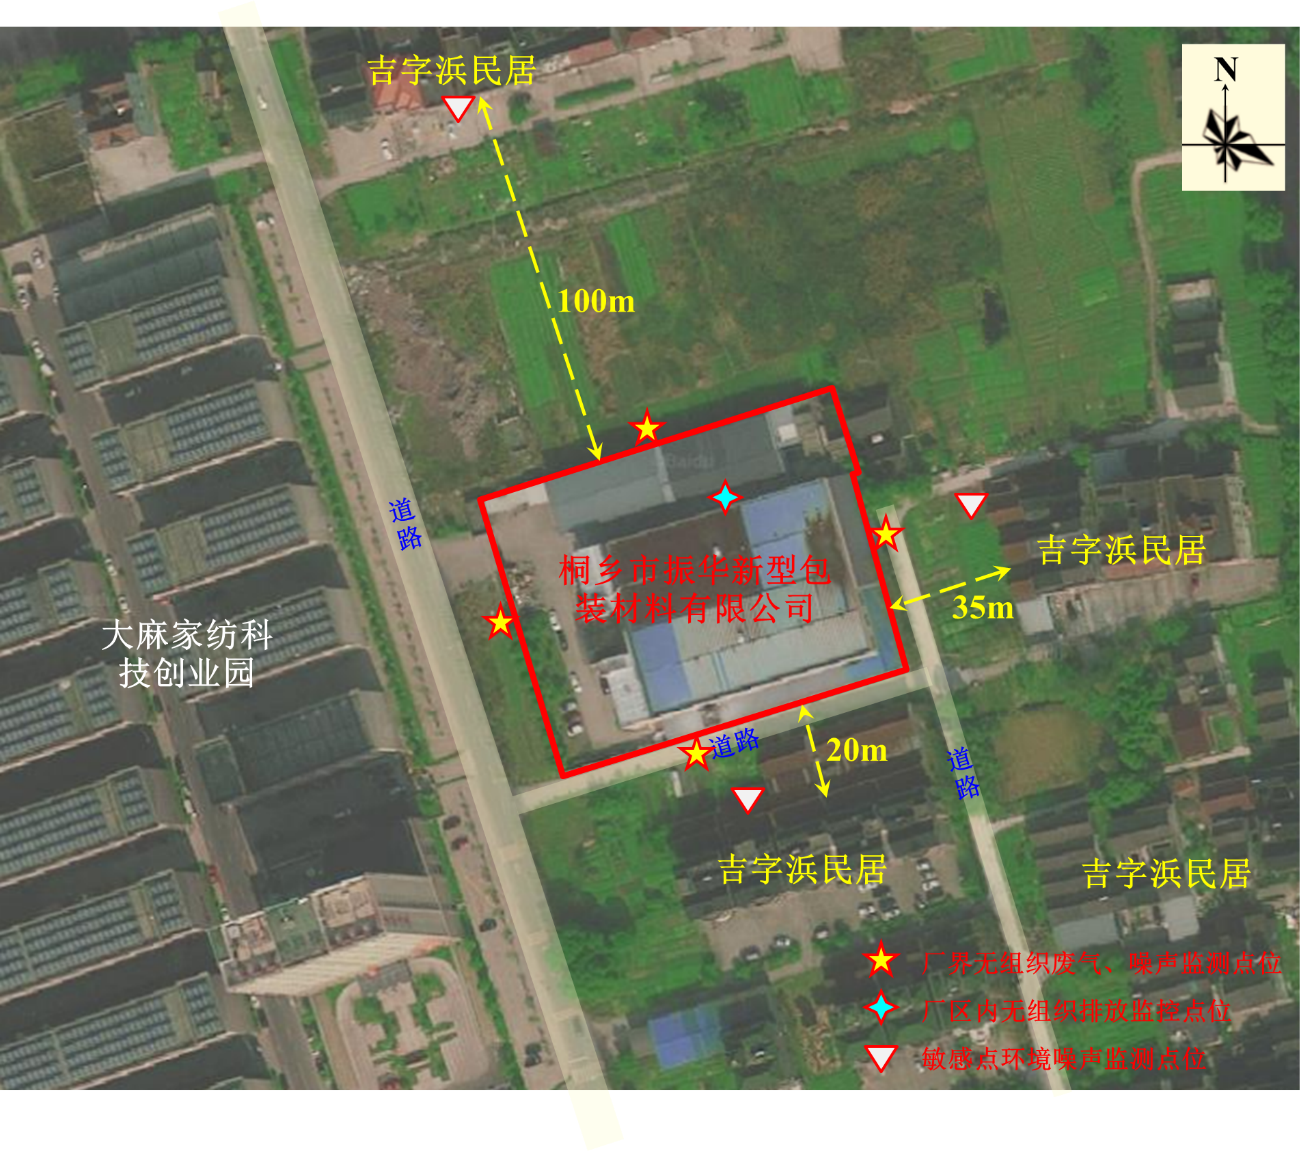 吉字浜民居
N
100m
道路
桐乡市振华新型包
装材料有限公司
吉字浜民居
35m
大麻家纺科
技创业园
道路
20m
道路
吉字浜民居
吉字浜民居
厂界无组织废气、噪声监测点位
厂区内无组织排放监控点位
敏感点环境噪声监测点位